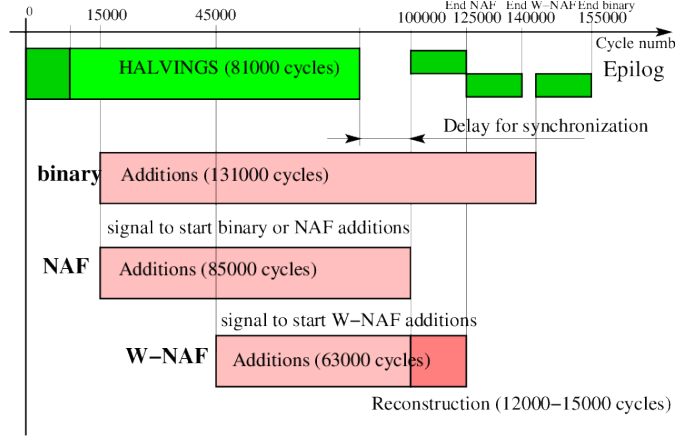 End NAF End W−NAF End binary
0 15000 45000 100000 125000 140000 155000
Cycle numb
HALVINGS (81000 cycles)
Epilog
Delay for synchronization
binary Additions (131000 cycles)
signal to start binary or NAF additions
NAF Additions (85000 cycles)
signal to start W−NAF additions
W−NAF Additions (63000 cycles)
Reconstruction (12000−15000 cycles)